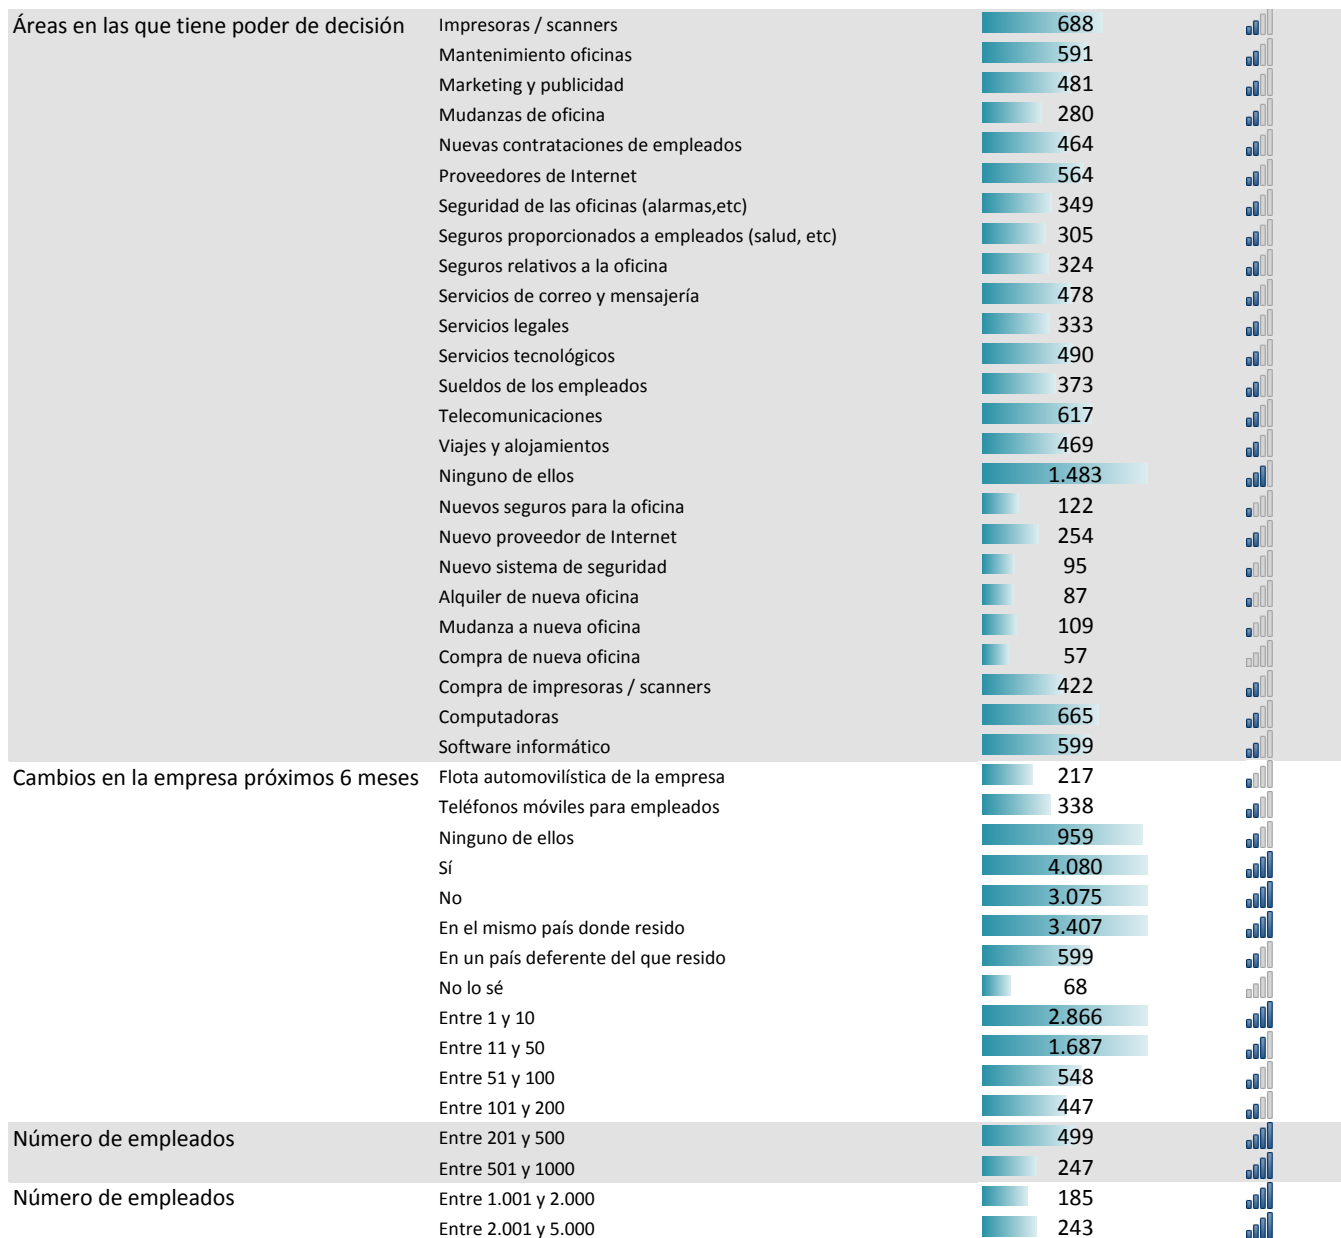 Áreas en las que tiene poder de decisión Impresoras / scanners 688
Mantenimiento oficinas 591
Marketing y publicidad 481
Mudanzas de oficina 280
Nuevas contrataciones de empleados 464
Proveedores de Internet 564
Seguridad de las oficinas (alarmas,etc) 349
Seguros proporcionados a empleados (salud, etc) 305
Seguros relativos a la oficina 324
Servicios de correo y mensajería 478
Servicios legales 333
Servicios tecnológicos 490
Sueldos de los empleados 373
Telecomunicaciones 617
Viajes y alojamientos 469
Ninguno de ellos 1.483
Nuevos seguros para la oficina 122
Nuevo proveedor de Internet 254
Nuevo sistema de seguridad 95
Alquiler de nueva oficina 87
Mudanza a nueva oficina 109
Compra de nueva oficina 57
Compra de impresoras / scanners 422
Computadoras 665
Software informático 599
Cambios en la empresa próximos 6 meses Flota automovilística de la empresa 217
Teléfonos móviles para empleados 338
Ninguno de ellos 959
Sí 4.080
No 3.075
En el mismo país donde resido 3.407
En un país deferente del que resido 599
No lo sé 68
Entre 1 y 10 2.866
Entre 11 y 50 1.687
Entre 51 y 100 548
Entre 101 y 200 447
Número de empleados Entre 201 y 500 499
Entre 501 y 1000 247
Número de empleados Entre 1.001 y 2.000 185
Entre 2.001 y 5.000 243